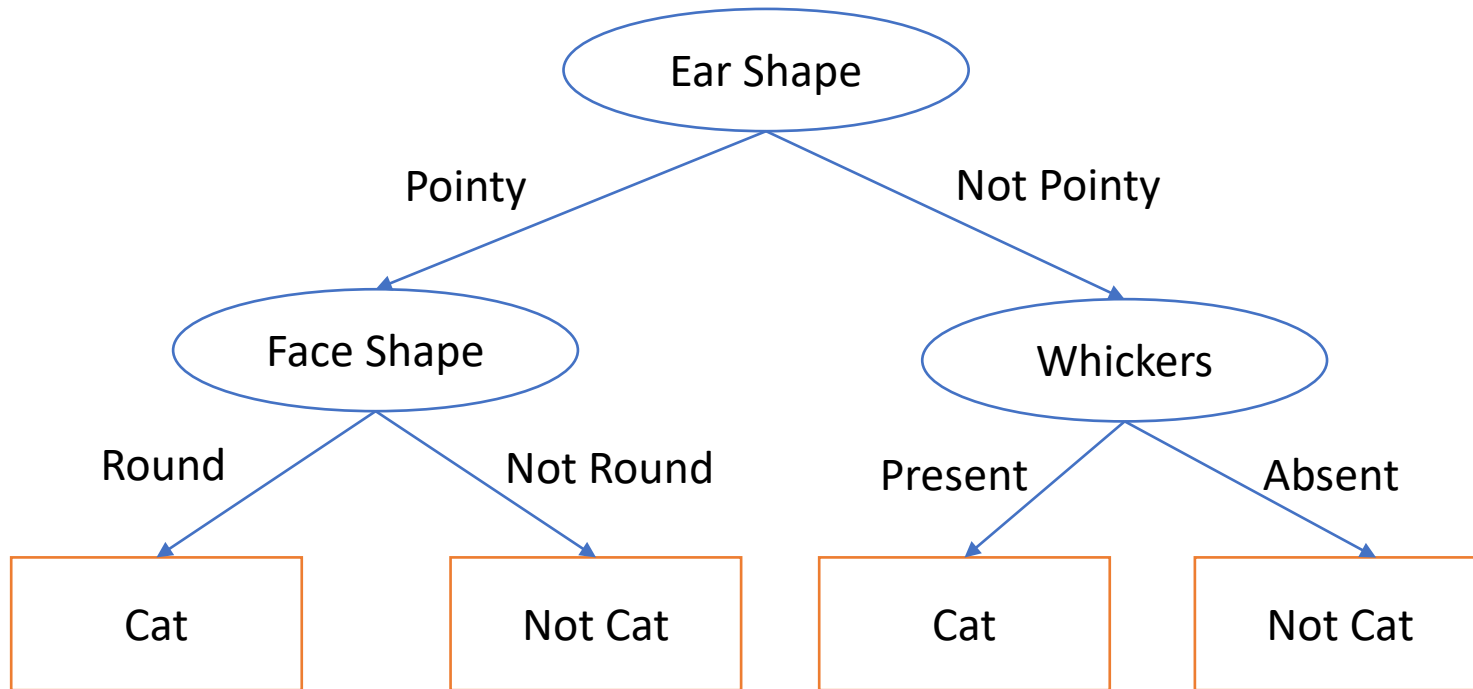 Ear Shape
Pointy
Not Pointy
Face Shape
Whickers
Round
Not Round
Present
Absent
Cat
Not Cat
Cat
Not Cat